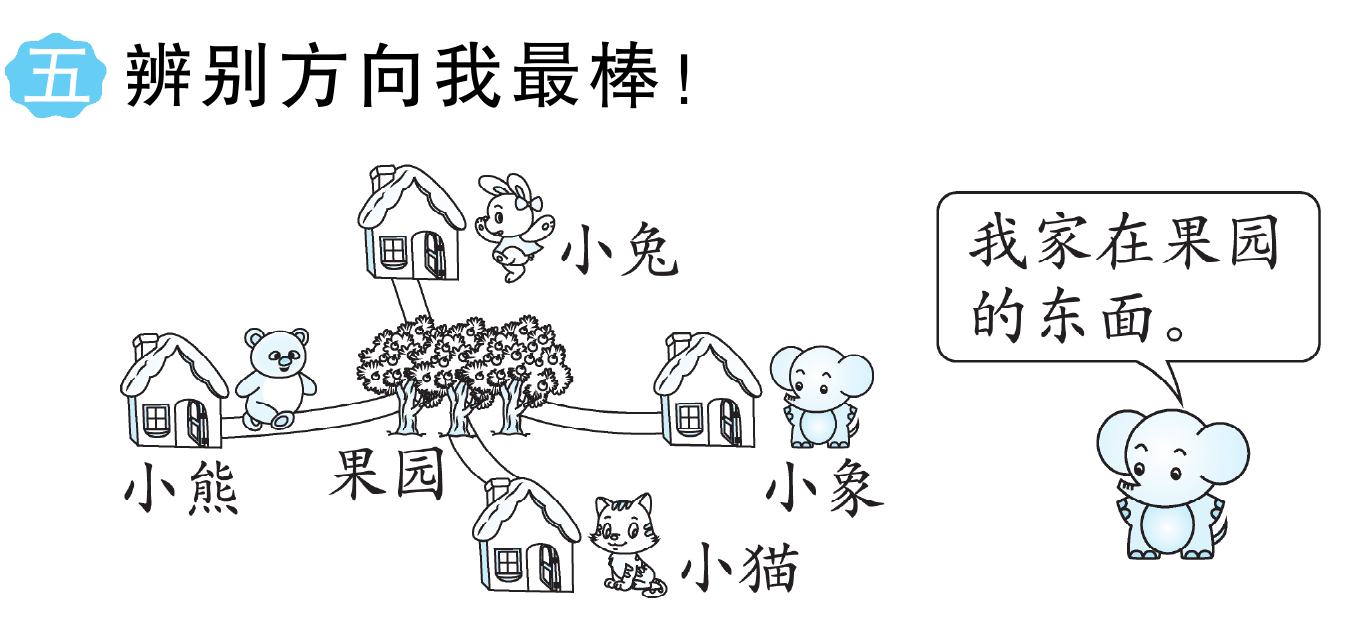 五 辨别方向我最棒！
小兔
我家在果园
的东面。
小熊
果园
小象
小猫